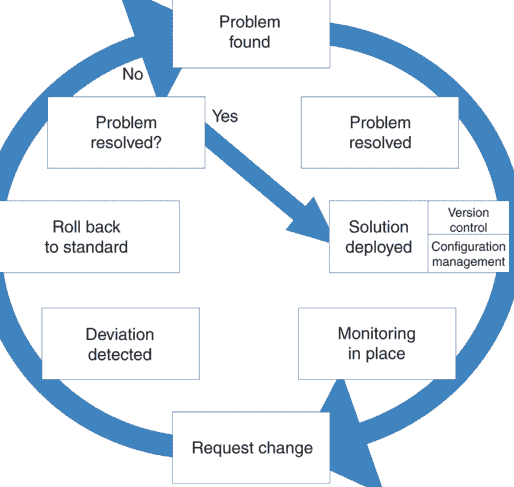 Problem
found
No
Problem
resolved?
Yes
Problem
resolved
Roll back
to standard
Solution
deployed
Version
control
Configuration
management
Deviation
detected
Monitoring
in place
Request change